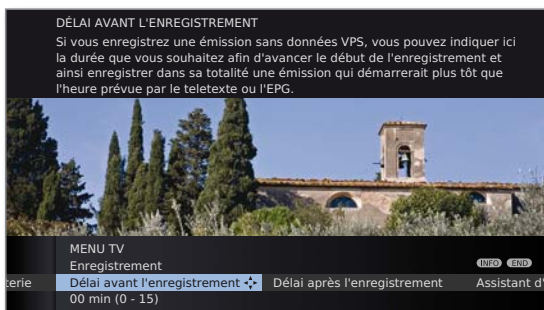 DÉLAI AVANT L'ENREGISTREMENT
Si vous enregistrez une émission sans données VPS, vous pouvez indiquer ici
la durée que vous souhaitez afin d'avancer le début de l'enregistrement et
ainsi enregistrer dans sa totalité une émission qui démarrerait plus tôt que
l'heure prévue par le teletexte ou l'EPG.
MENU TV
Enregistrement
INFO END
terie Délai avant l'enregistrement Délai après l'enregistrement Assistant d'
00 min (0 - 15)